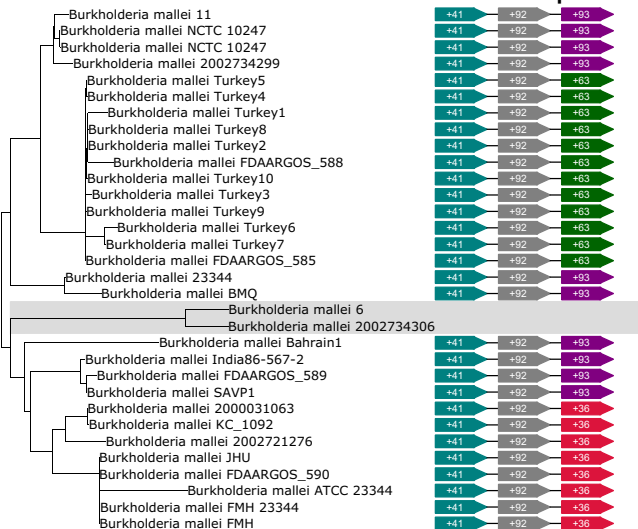 Burkholderia mallei 11 +41 +92 +93
Burkholderia mallei NCTC 10247 +41 +92 +93
Burkholderia mallei NCTC 10247 +41 +92 +93
Burkholderia mallei 2002734299 +41 +92 +93
Burkholderia mallei Turkey5 +41 +92 +63
Burkholderia mallei Turkey4 +41 +92 +63
Burkholderia mallei Turkey1 +41 +92 +63
Burkholderia mallei Turkey8 +41 +92 +63
Burkholderia mallei Turkey2 +41 +92 +63
Burkholderia mallei FDAARGOS_588 +41 +92 +63
Burkholderia mallei Turkey10 +41 +92 +63
Burkholderia mallei Turkey3 +41 +92 +63
Burkholderia mallei Turkey9 +41 +92 +63
Burkholderia mallei Turkey6 +41 +92 +63
Burkholderia mallei Turkey7 +41 +92 +63
Burkholderia mallei FDAARGOS_585 +41 +92 +63
Burkholderia mallei 23344 +41 +92 +93
Burkholderia mallei BMQ +41 +92 +93
Burkholderia mallei 6
Burkholderia mallei 2002734306
Burkholderia mallei Bahrain1 +41 +92 +93
Burkholderia mallei India86-567-2 +41 +92 +93
Burkholderia mallei FDAARGOS_589 +41 +92 +93
Burkholderia mallei SAVP1 +41 +92 +93
Burkholderia mallei 2000031063 +41 +92 +36
Burkholderia mallei KC_1092 +41 +92 +36
Burkholderia mallei 2002721276 +41 +92 +36
Burkholderia mallei JHU +41 +92 +36
Burkholderia mallei FDAARGOS_590 +41 +92 +36
Burkholderia mallei ATCC 23344 +41 +92 +36
Burkholderia mallei FMH 23344 +41 +92 +36
Burkholderia mallei FMH +41 +92 +36